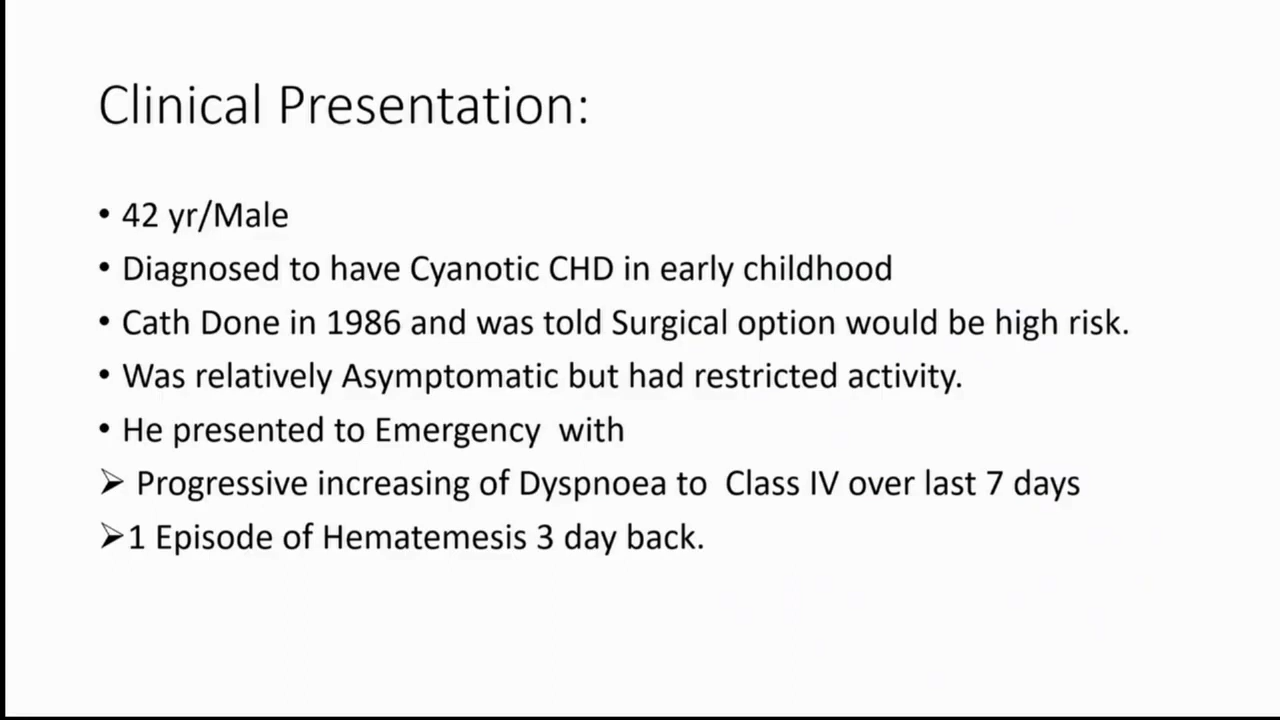 Clinical Presentation:
• 42 yr/Male
• Diagnosed to have Cyanotic CHD in early childhood
• Cath Done in 1986 and was told Surgical option would be high risk.
• Was relatively Asymptomatic but had restricted activity.
• He presented to Emergency  with
➢ Progressive increasing of Dyspnoea to  Class IV over last 7 days
➢1 Episode of Hematemesis 3 day back.